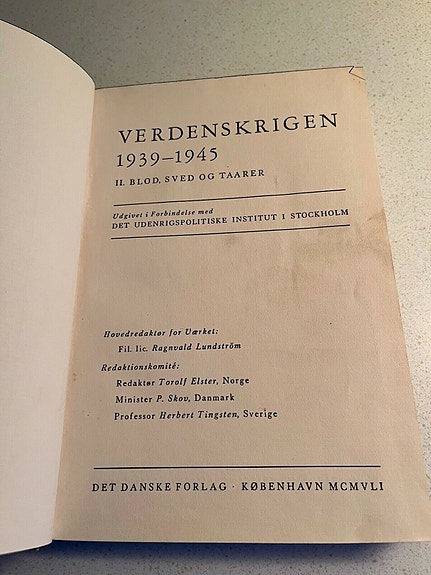 VERDENSKRIGEN
1939–1945
II. BLOD, SVED OG TAARER
Udgivet i Forbindelse med
DET UDENRIGSPOLITISKE INSTITUT I STOCKHOLM
Hovedredaktør for Værket:
Fil. lic. Ragnvald Lundström
Redaktionskomité:
Redaktør Torolf Elster, Norge
Minister P. Skov, Danmark
Professor Herbert Tingsten, Sverige
DET DANSKE FORLAG · KØBENHAVN MCMVLI